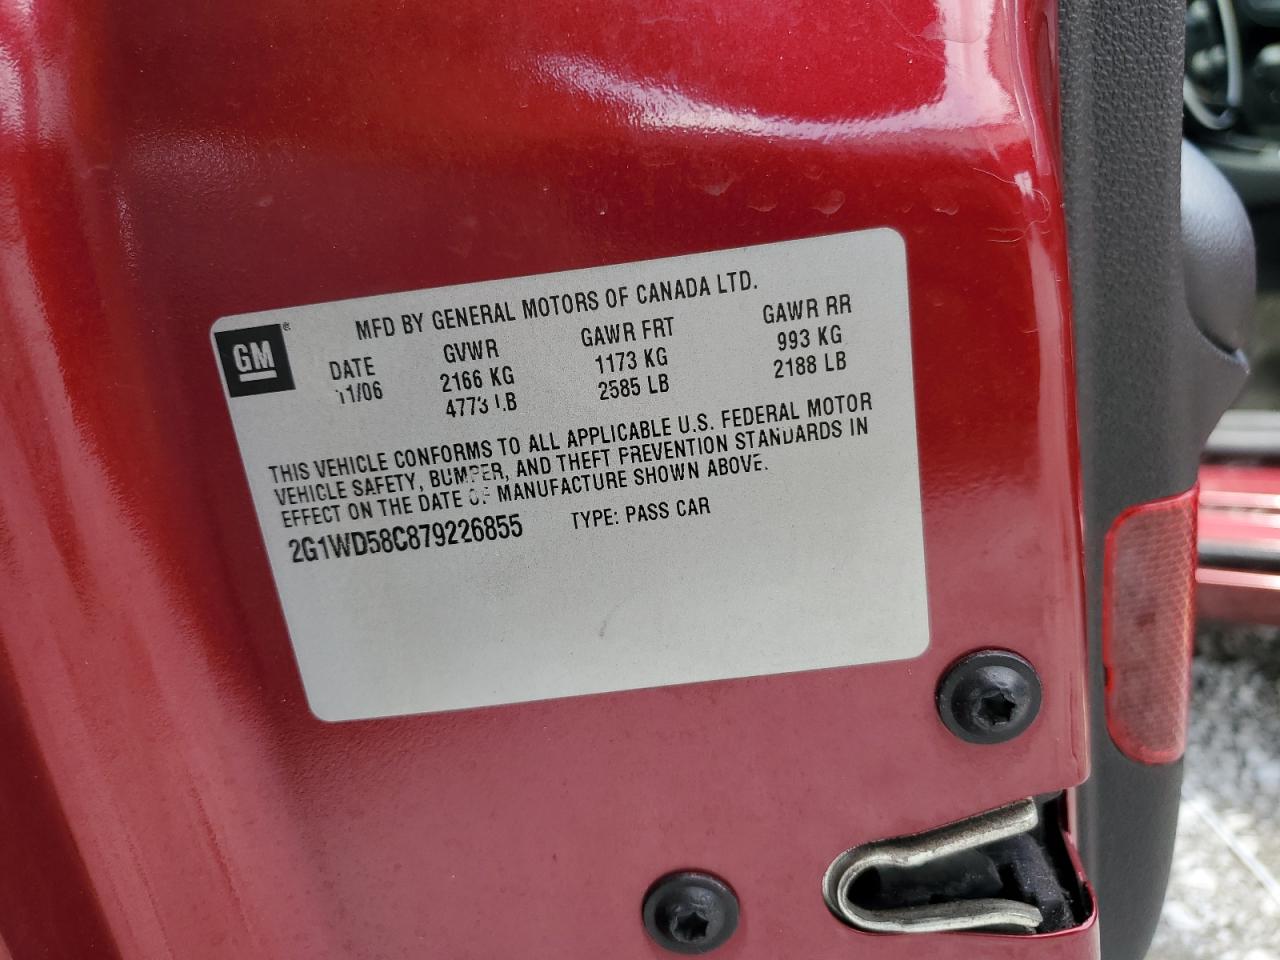 GM
MFD BY GENERAL MOTORS OF CANADA LTD.
DATE GVWR GAWR FRT GAWR RR
11/06 2166 KG 1173 KG 993 KG
4773 LB 2585 LB 2188 LB
THIS VEHICLE CONFORMS TO ALL APPLICABLE U.S. FEDERAL MOTOR
VEHICLE SAFETY, BUMPER, AND THEFT PREVENTION STANDARDS IN
EFFECT ON THE DATE OF MANUFACTURE SHOWN ABOVE.
2G1WD58C879226855 TYPE: PASS CAR